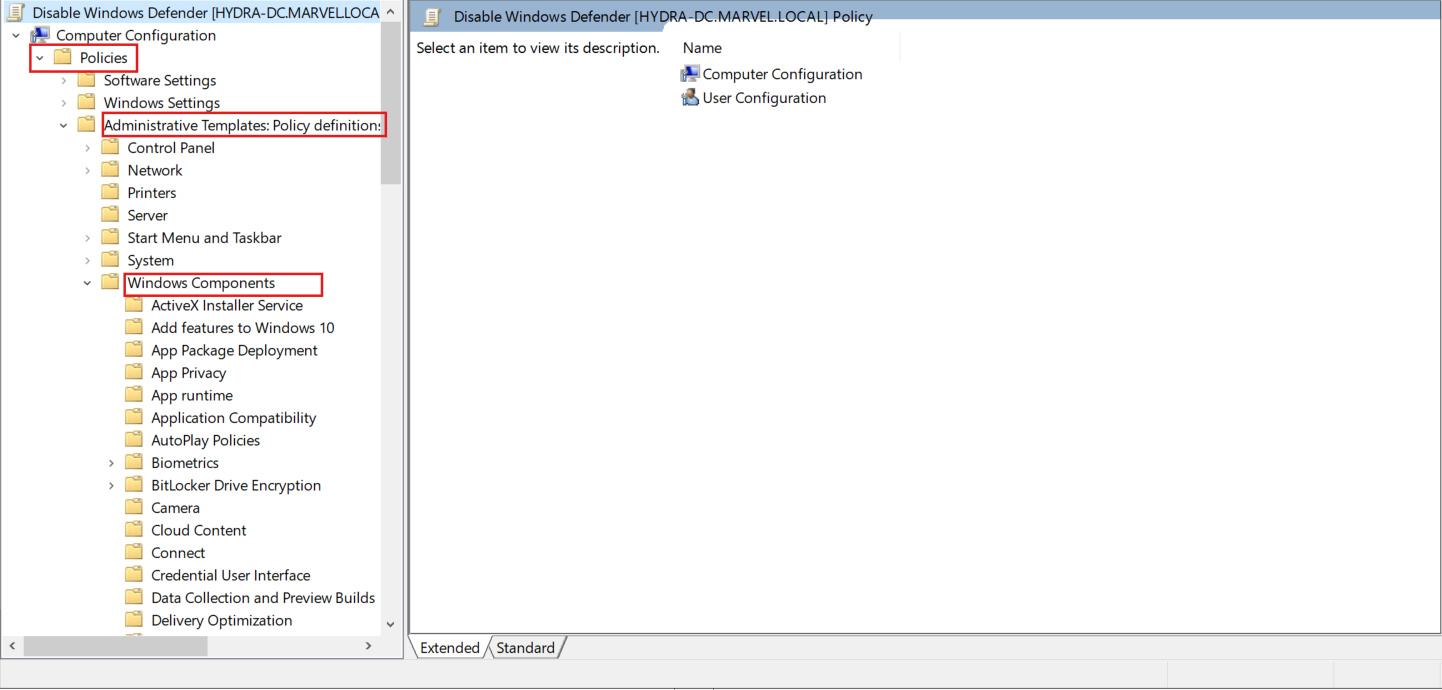 Disable Windows Defender [HYDRA-DC.MARVEL.LOCA
Computer Configuration
Policies
Software Settings
Windows Settings
Administrative Templates: Policy definitions
Control Panel
Network
Printers
Server
Start Menu and Taskbar
System
Windows Components
ActiveX Installer Service
Add features to Windows 10
App Package Deployment
App Privacy
App runtime
Application Compatibility
AutoPlay Policies
Biometrics
BitLocker Drive Encryption
Camera
Cloud Content
Connect
Credential User Interface
Data Collection and Preview Builds
Delivery Optimization
Disable Windows Defender [HYDRA-DC.MARVEL.LOCAL] Policy
Select an item to view its description.
Name
Computer Configuration
User Configuration
Extended
Standard